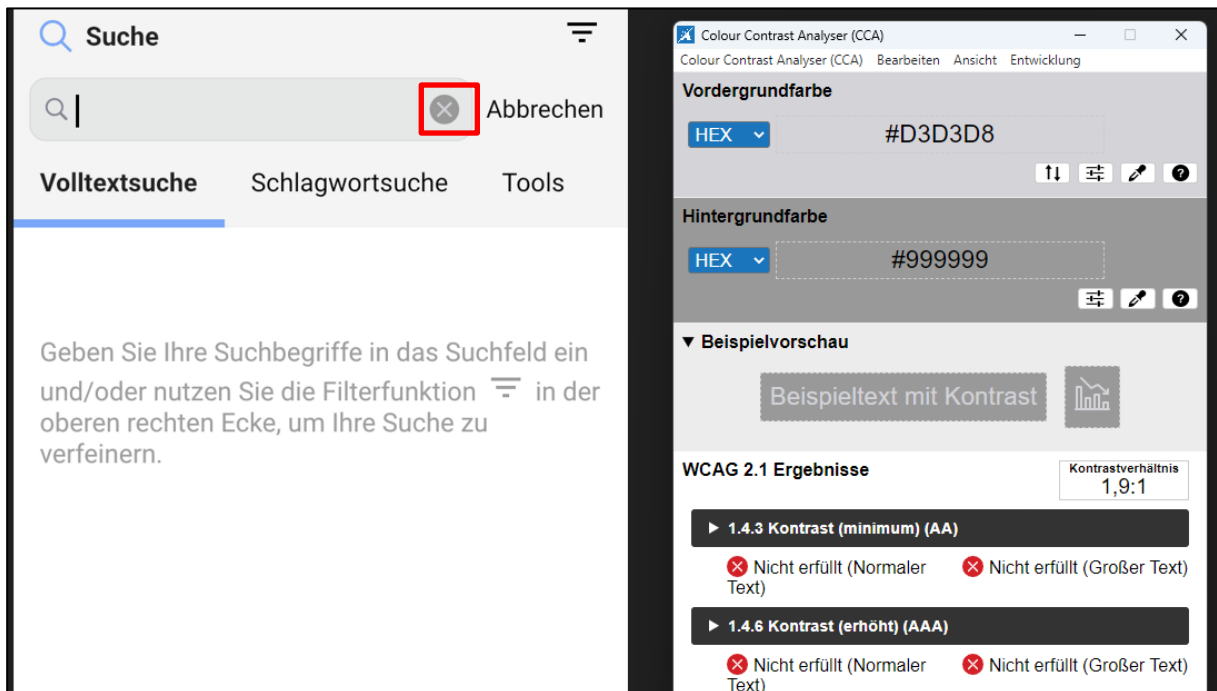 Suche
Abbrechen
Volltextsuche Schlagwortsuche Tools
Geben Sie Ihre Suchbegriffe in das Suchfeld ein
und/oder nutzen Sie die Filterfunktion in der
oberen rechten Ecke, um Ihre Suche zu
verfeinern.
Colour Contrast Analyser (CCA)
Colour Contrast Analyser (CCA) Bearbeiten Ansicht Entwicklung
Vordergrundfarbe
HEX #D3D3D8
Hintergrundfarbe
HEX #999999
▼ Beispielvorschau
Beispieltext mit Kontrast
WCAG 2.1 Ergebnisse
Kontrastverhältnis
1,9:1
▶ 1.4.3 Kontrast (minimum) (AA)
Nicht erfüllt (Normaler Text)
Nicht erfüllt (Großer Text)
▶ 1.4.6 Kontrast (erhöht) (AAA)
Nicht erfüllt (Normaler Text)
Nicht erfüllt (Großer Text)